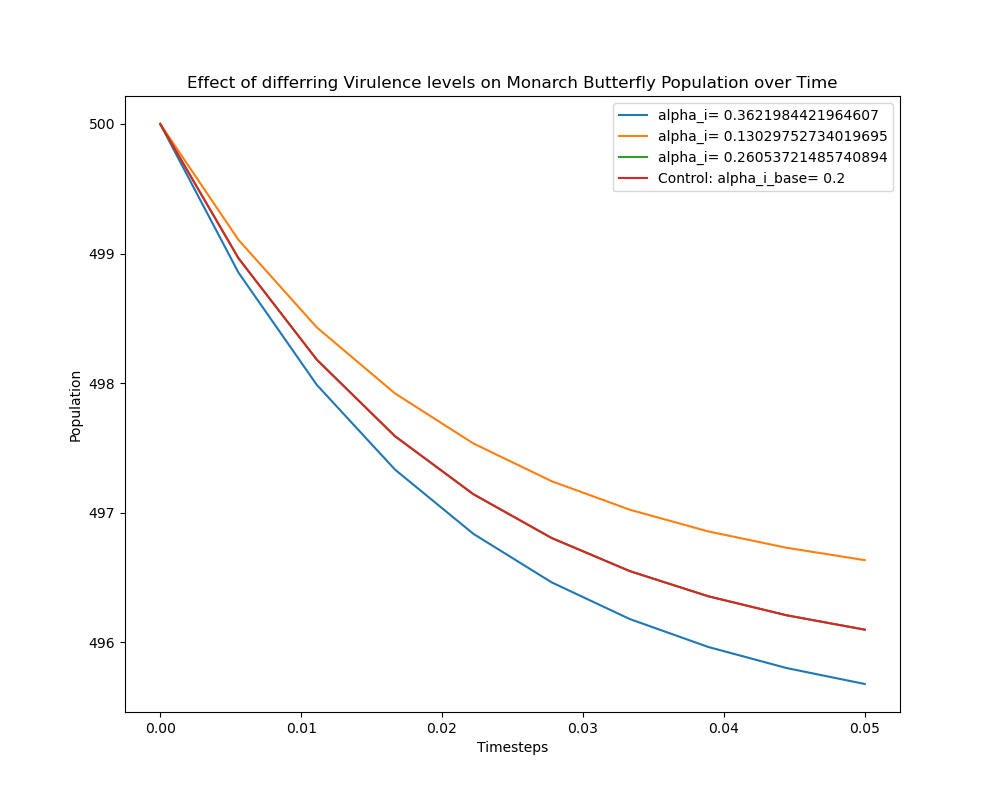 Effect of differring Virulence levels on Monarch Butterfly Population over Time
alpha_i= 0.3621984421964607
alpha_i= 0.13029752734019695
alpha_i= 0.26053721485740894
Control: alpha_i_base= 0.2
500
499
498
497
496
Population
0.00 0.01 0.02 0.03 0.04 0.05
Timesteps